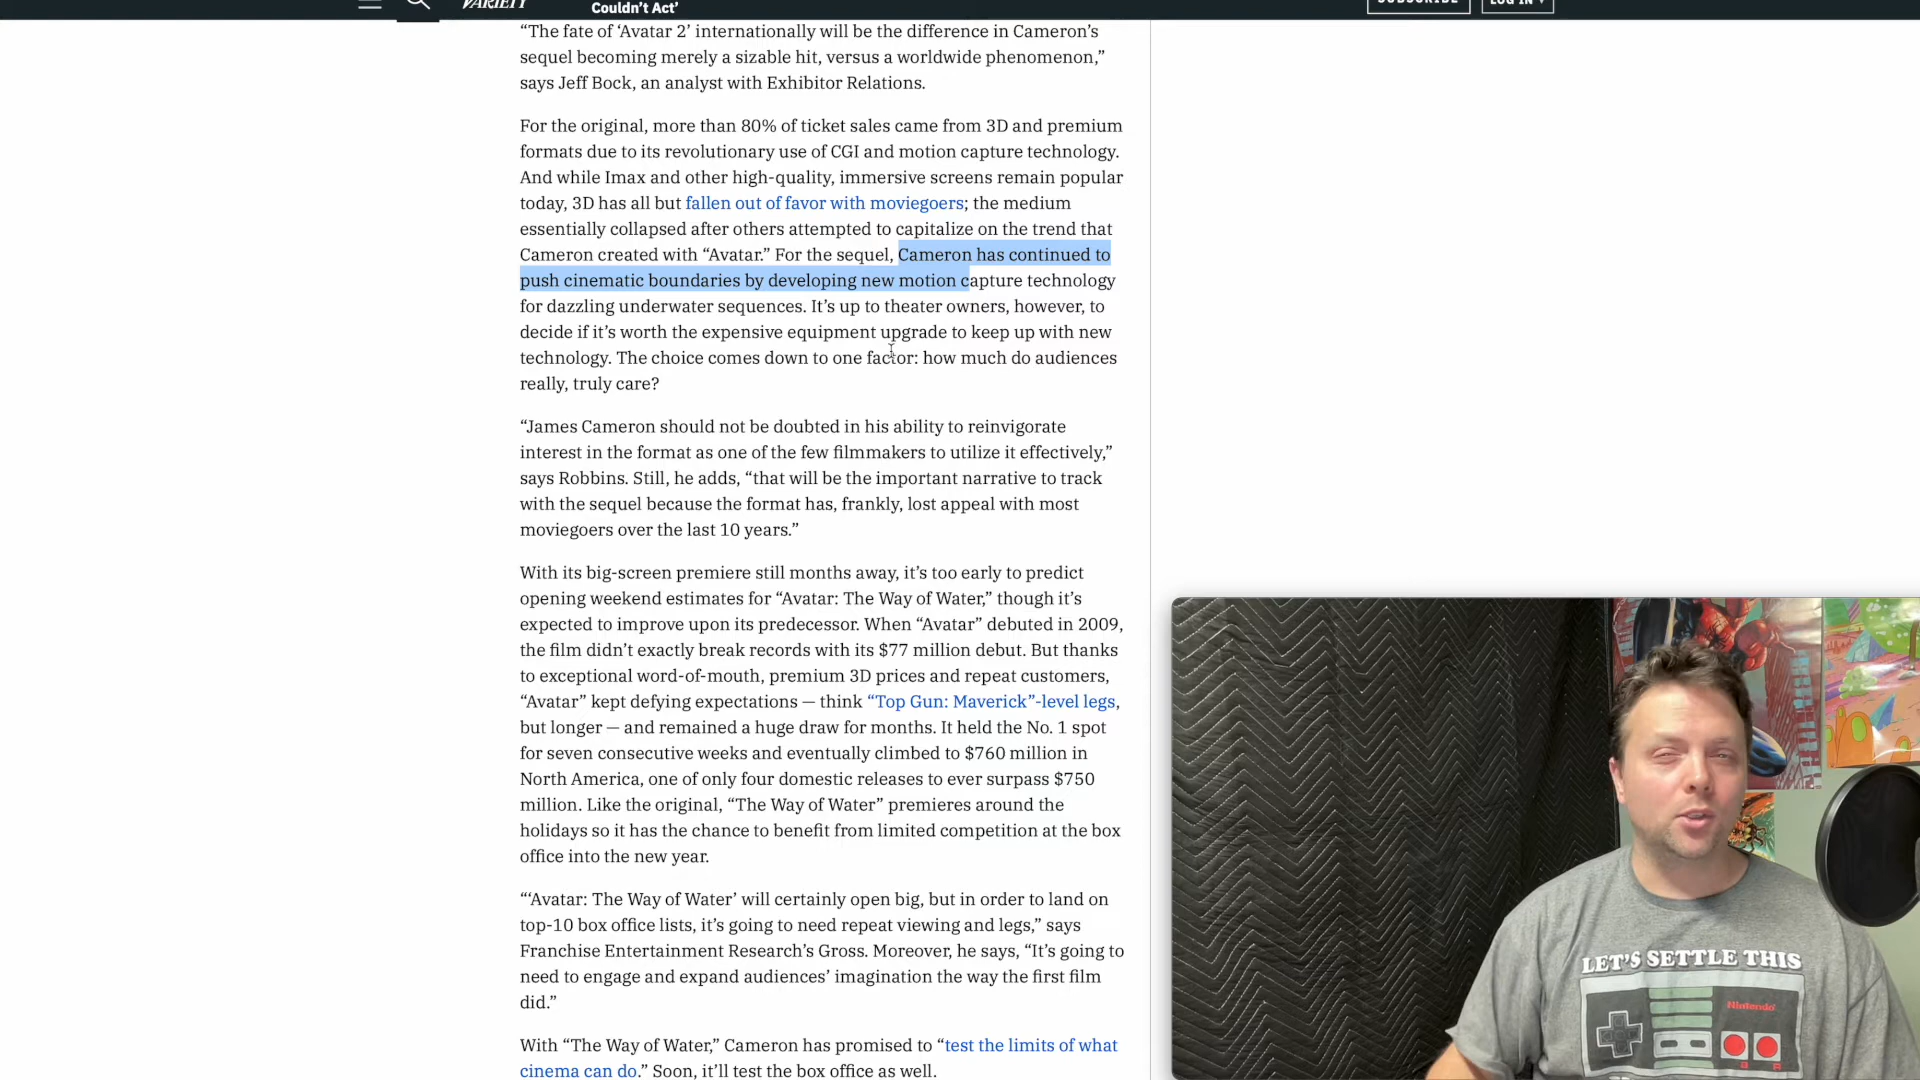 VARIETY
Couldn't Act'
SUBSCRIBE
LOG IN
“The fate of ‘Avatar 2’ internationally will be the difference in Cameron’s
sequel becoming merely a sizable hit, versus a worldwide phenomenon,”
says Jeff Bock, an analyst with Exhibitor Relations.
For the original, more than 80% of ticket sales came from 3D and premium
formats due to its revolutionary use of CGI and motion capture technology.
And while Imax and other high-quality, immersive screens remain popular
today, 3D has all but fallen out of favor with moviegoers; the medium
essentially collapsed after others attempted to capitalize on the trend that
Cameron created with “Avatar.” For the sequel, Cameron has continued to
push cinematic boundaries by developing new motion capture technology
for dazzling underwater sequences. It’s up to theater owners, however, to
decide if it’s worth the expensive equipment upgrade to keep up with new
technology. The choice comes down to one factor: how much do audiences
really, truly care?
“James Cameron should not be doubted in his ability to reinvigorate
interest in the format as one of the few filmmakers to utilize it effectively,”
says Robbins. Still, he adds, “that will be the important narrative to track
with the sequel because the format has, frankly, lost appeal with most
moviegoers over the last 10 years.”
With its big-screen premiere still months away, it’s too early to predict
opening weekend estimates for “Avatar: The Way of Water,” though it’s
expected to improve upon its predecessor. When “Avatar” debuted in 2009,
the film didn’t exactly break records with its $77 million debut. But thanks
to exceptional word-of-mouth, premium 3D prices and repeat customers,
“Avatar” kept defying expectations — think “Top Gun: Maverick”-level legs,
but longer — and remained a huge draw for months. It held the No. 1 spot
for seven consecutive weeks and eventually climbed to $760 million in
North America, one of only four domestic releases to ever surpass $750
million. Like the original, “The Way of Water” premieres around the
holidays so it has the chance to benefit from limited competition at the box
office into the new year.
“‘Avatar: The Way of Water’ will certainly open big, but in order to land on
top-10 box office lists, it’s going to need repeat viewing and legs,” says
Franchise Entertainment Research’s Gross. Moreover, he says, “It’s going to
need to engage and expand audiences’ imagination the way the first film
did.”
With “The Way of Water,” Cameron has promised to “test the limits of what
cinema can do.” Soon, it’ll test the box office as well.
LET'S SETTLE THIS
Nintendo
B A